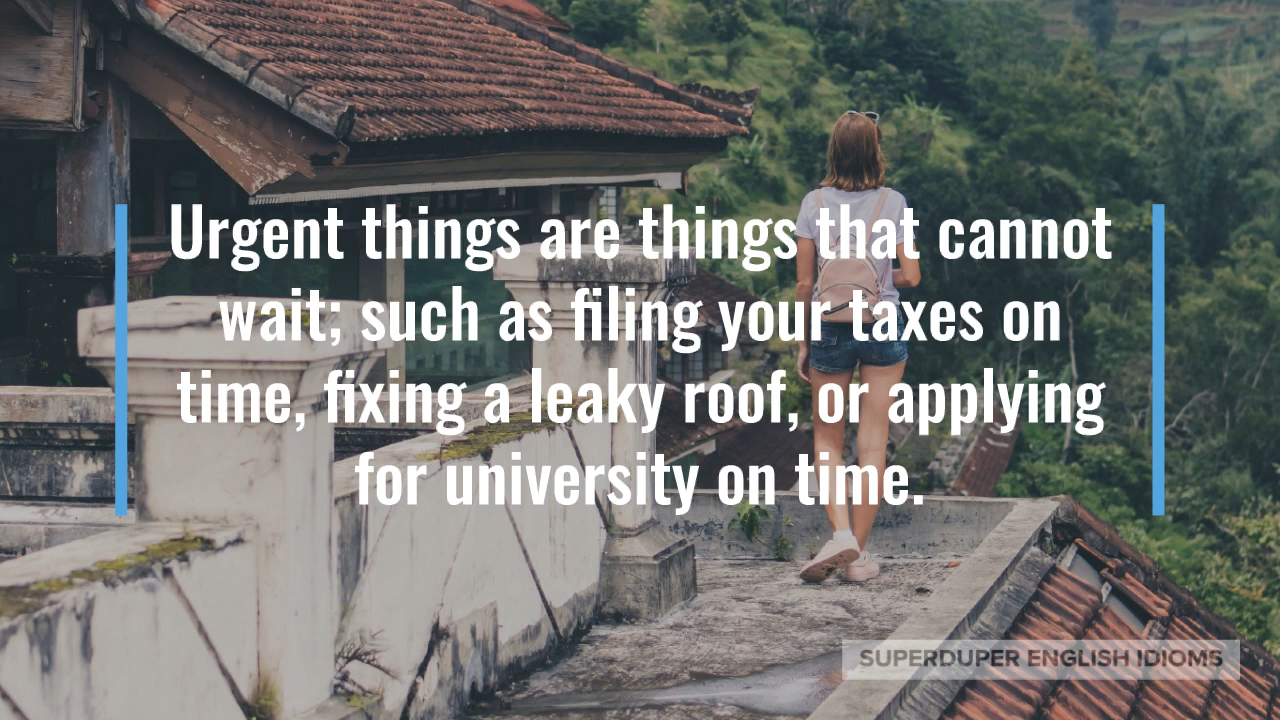 Urgent things are things that cannot
wait; such as filing your taxes on
time, fixing a leaky roof, or applying
for university on time.
SUPERDUPER ENGLISH IDIOMS